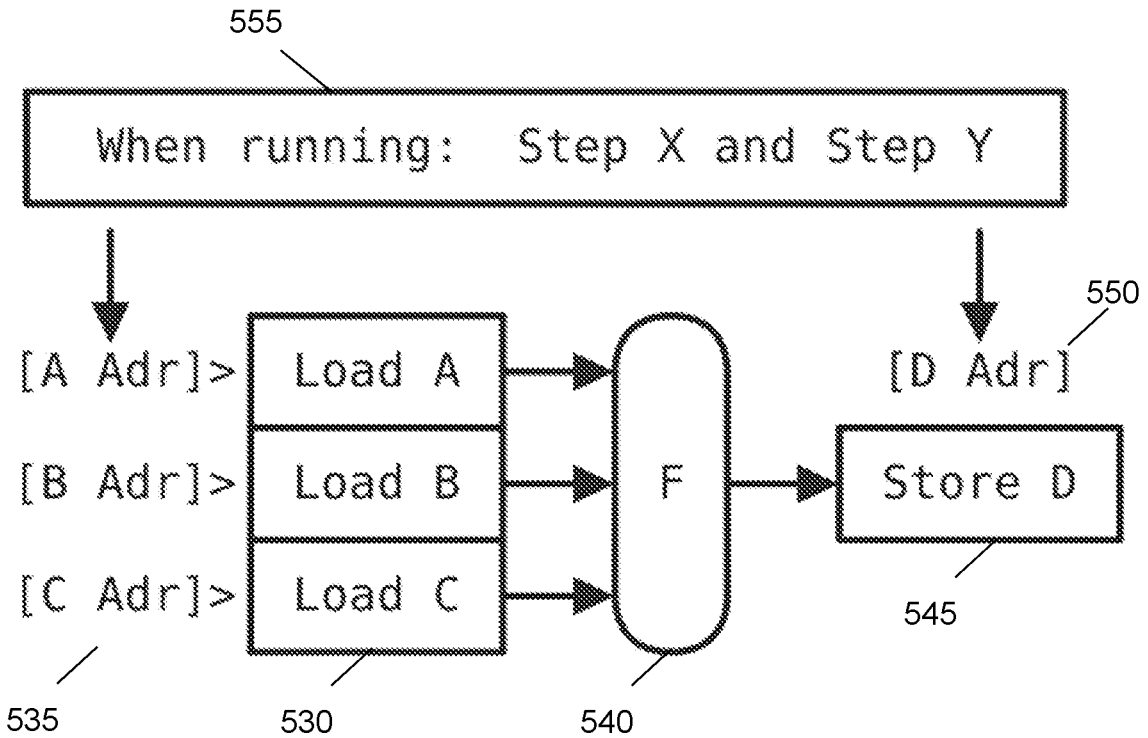 555
When running: Step X and Step Y
550
[A Adr]> Load A [D Adr]
[B Adr]> Load B F Store D
[C Adr]> Load C
545
535 530 540